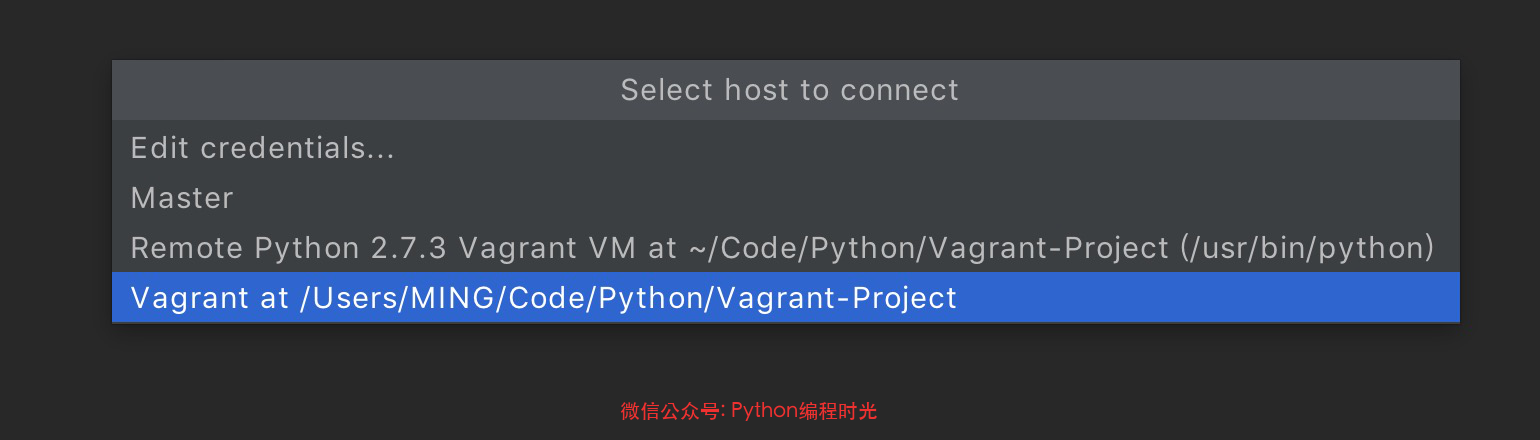 Select host to connect
Edit credentials...
Master
Remote Python 2.7.3 Vagrant VM at ~/Code/Python/Vagrant-Project (/usr/bin/python)
Vagrant at /Users/MING/Code/Python/Vagrant-Project
微信公众号: Python编程时光